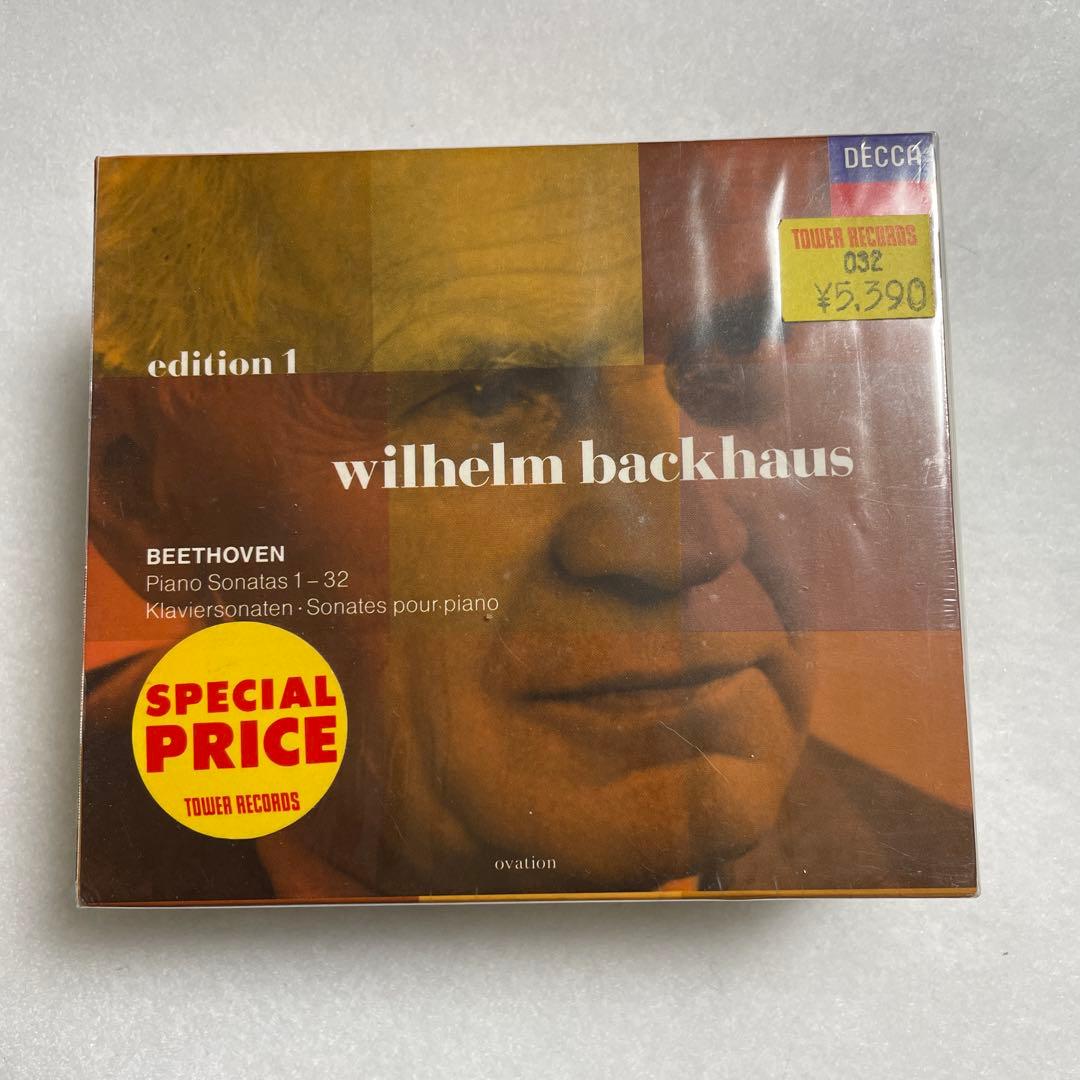 DECCA
TOWER RECORDS
032
¥5,390
edition 1
wilhelm backhaus
BEETHOVEN
Piano Sonatas 1 – 32
Klaviersonaten · Sonates pour piano
SPECIAL
PRICE
TOWER RECORDS
ovation